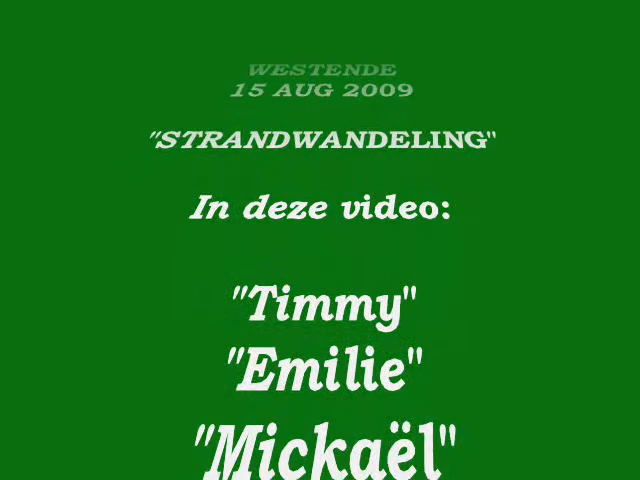 WESTENDE
15 AUG 2009
"STRANDWANDELING"
In deze video:
"Timmy"
"Emilie"
"Mickaël"